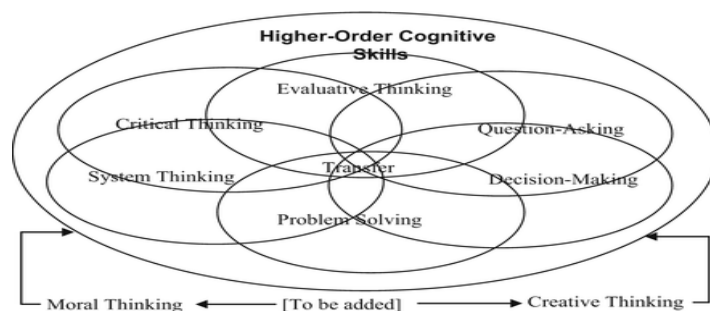 Higher-Order Cognitive
Skills
Evaluative Thinking
Critical Thinking
Question-Asking
Transfer
System Thinking
Decision-Making
Problem Solving
Moral Thinking
[To be added]
Creative Thinking